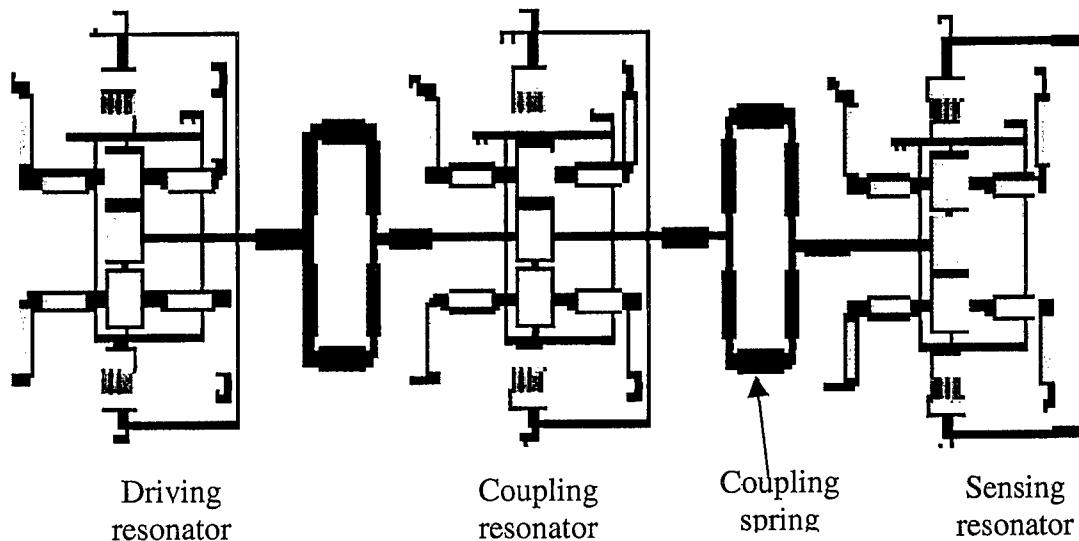 Driving
resonator
Coupling
resonator
Coupling
spring
Sensing
resonator